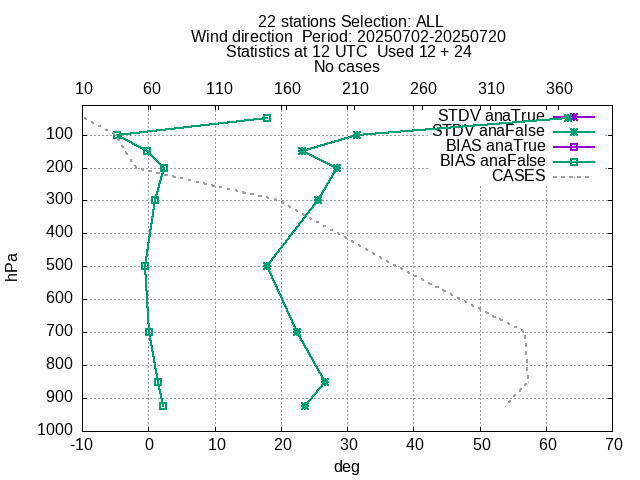 22 stations Selection: ALL
Wind direction  Period: 20250702-20250720
Statistics at 12 UTC  Used 12 + 24
No cases
10 60 110 160 210 260 310 360
STDV anaTrue
STDV anaFalse
BIAS anaTrue
BIAS anaFalse
CASES
100
200
300
400
500
600
700
800
900
1000
hPa
-10 0 10 20 30 40 50 60 70
deg